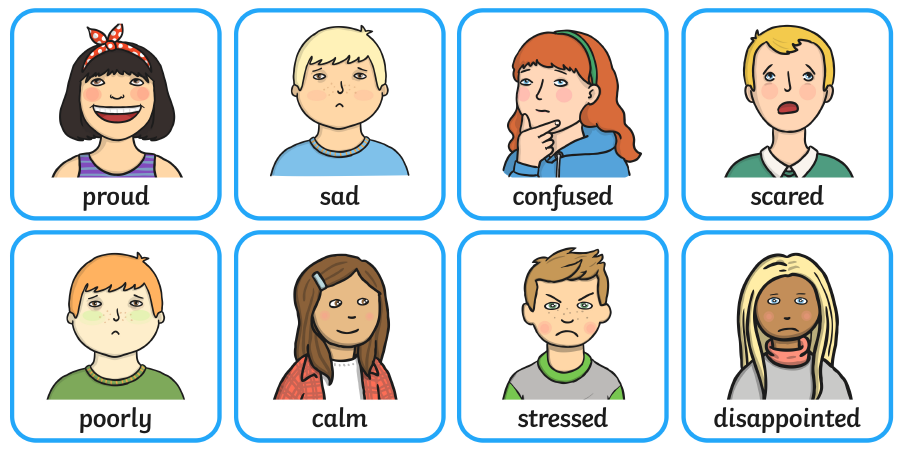 proud
sad
confused
scared
poorly
calm
stressed
disappointed